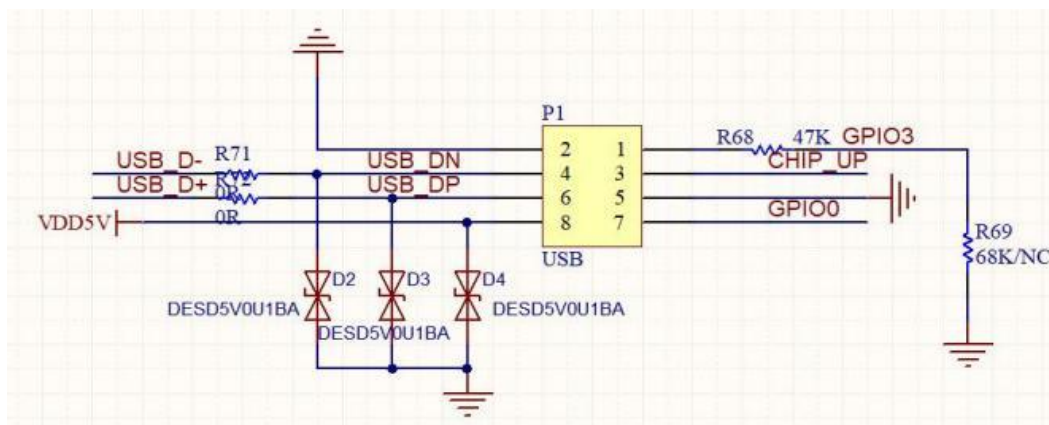 P1
R68 47K GPIO3
USB_D- R71 USB_DN 2 1 CHIP_UP
USB_D+ R72 USB_DP 4 3
0R 6 5 GPIO0
VDD5V 0R 8 7
USB
R69
68K/NC
D2 D3 D4
DESD5V0U1BA DESD5V0U1BA
DESD5V0U1BA